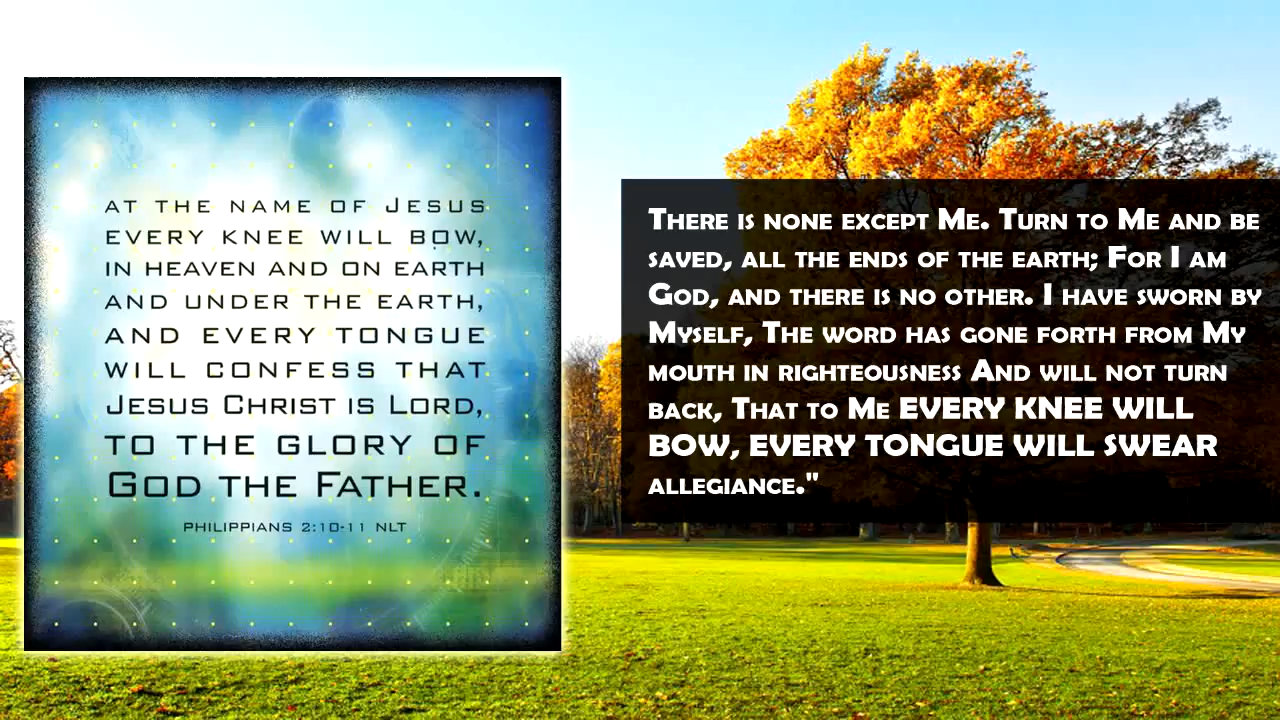 At the name of Jesus
every knee will bow,
in heaven and on earth
and under the earth,
and every tongue
will confess that
Jesus Christ is Lord,
to the glory of
God the Father.
Philippians 2:10-11 NLT
There is none except Me. Turn to Me and be
saved, all the ends of the earth; For I am
God, and there is no other. I have sworn by
Myself, The word has gone forth from My
mouth in righteousness And will not turn
back, That to Me EVERY KNEE WILL
BOW, EVERY TONGUE WILL SWEAR
allegiance."